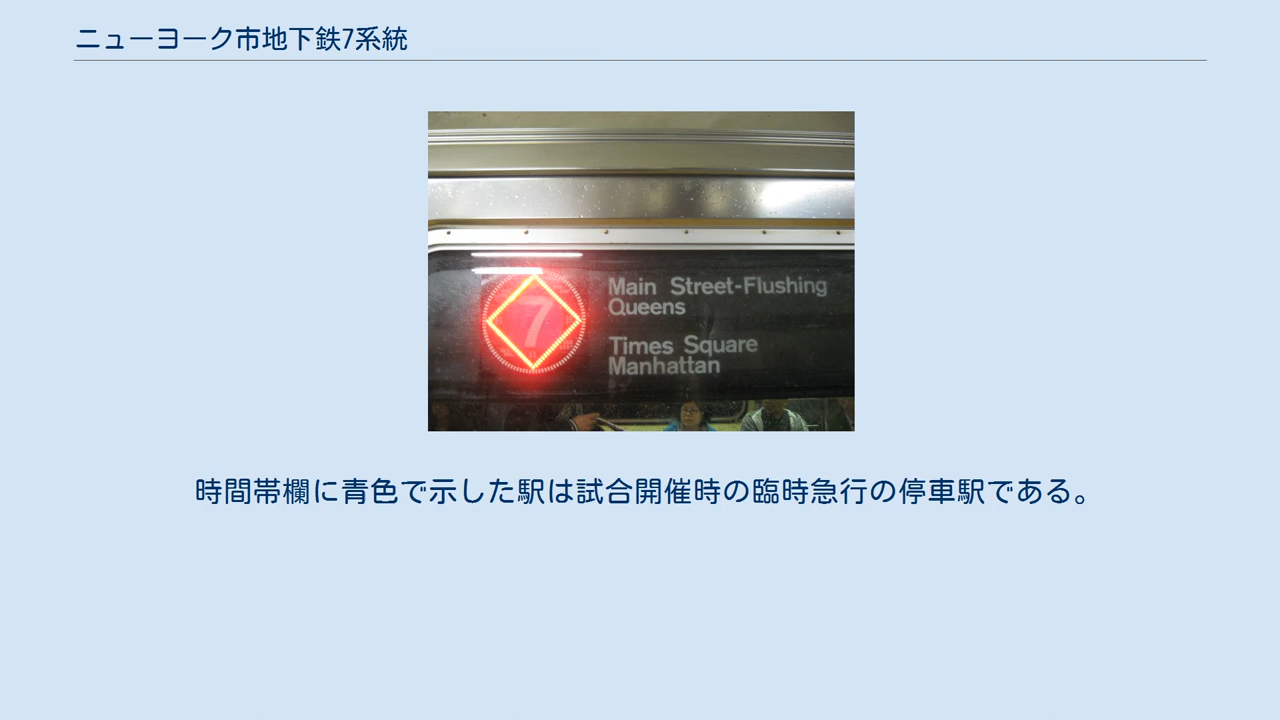 ニューヨーク市地下鉄7系統
7
Main Street-Flushing
Queens
Times Square
Manhattan
時間帯欄に青色で示した駅は試合開催時の臨時急行の停車駅である。